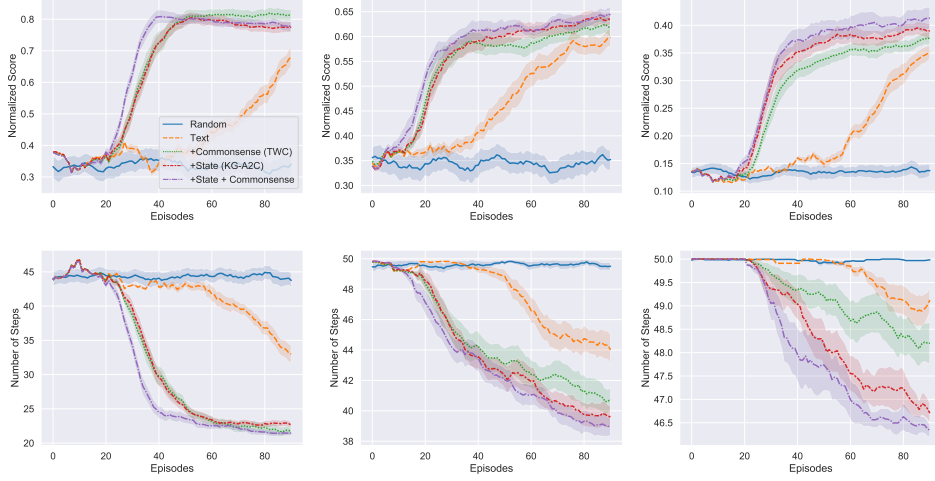 0.8
0.7
0.6
0.5
0.4
0.3
Normalized Score
0 20 40 60 80
Episodes
Random
Text
+Commonsense (TWC)
+State (KG-A2C)
+State + Commonsense
0.65
0.60
0.55
0.50
0.45
0.40
0.35
0.30
Normalized Score
0 20 40 60 80
Episodes
0.40
0.35
0.30
0.25
0.20
0.15
0.10
Normalized Score
0 20 40 60 80
Episodes
45
40
35
30
25
20
Number of Steps
0 20 40 60 80
Episodes
50
48
46
44
42
40
38
Number of Steps
0 20 40 60 80
Episodes
50.0
49.5
49.0
48.5
48.0
47.5
47.0
46.5
Number of Steps
0 20 40 60 80
Episodes